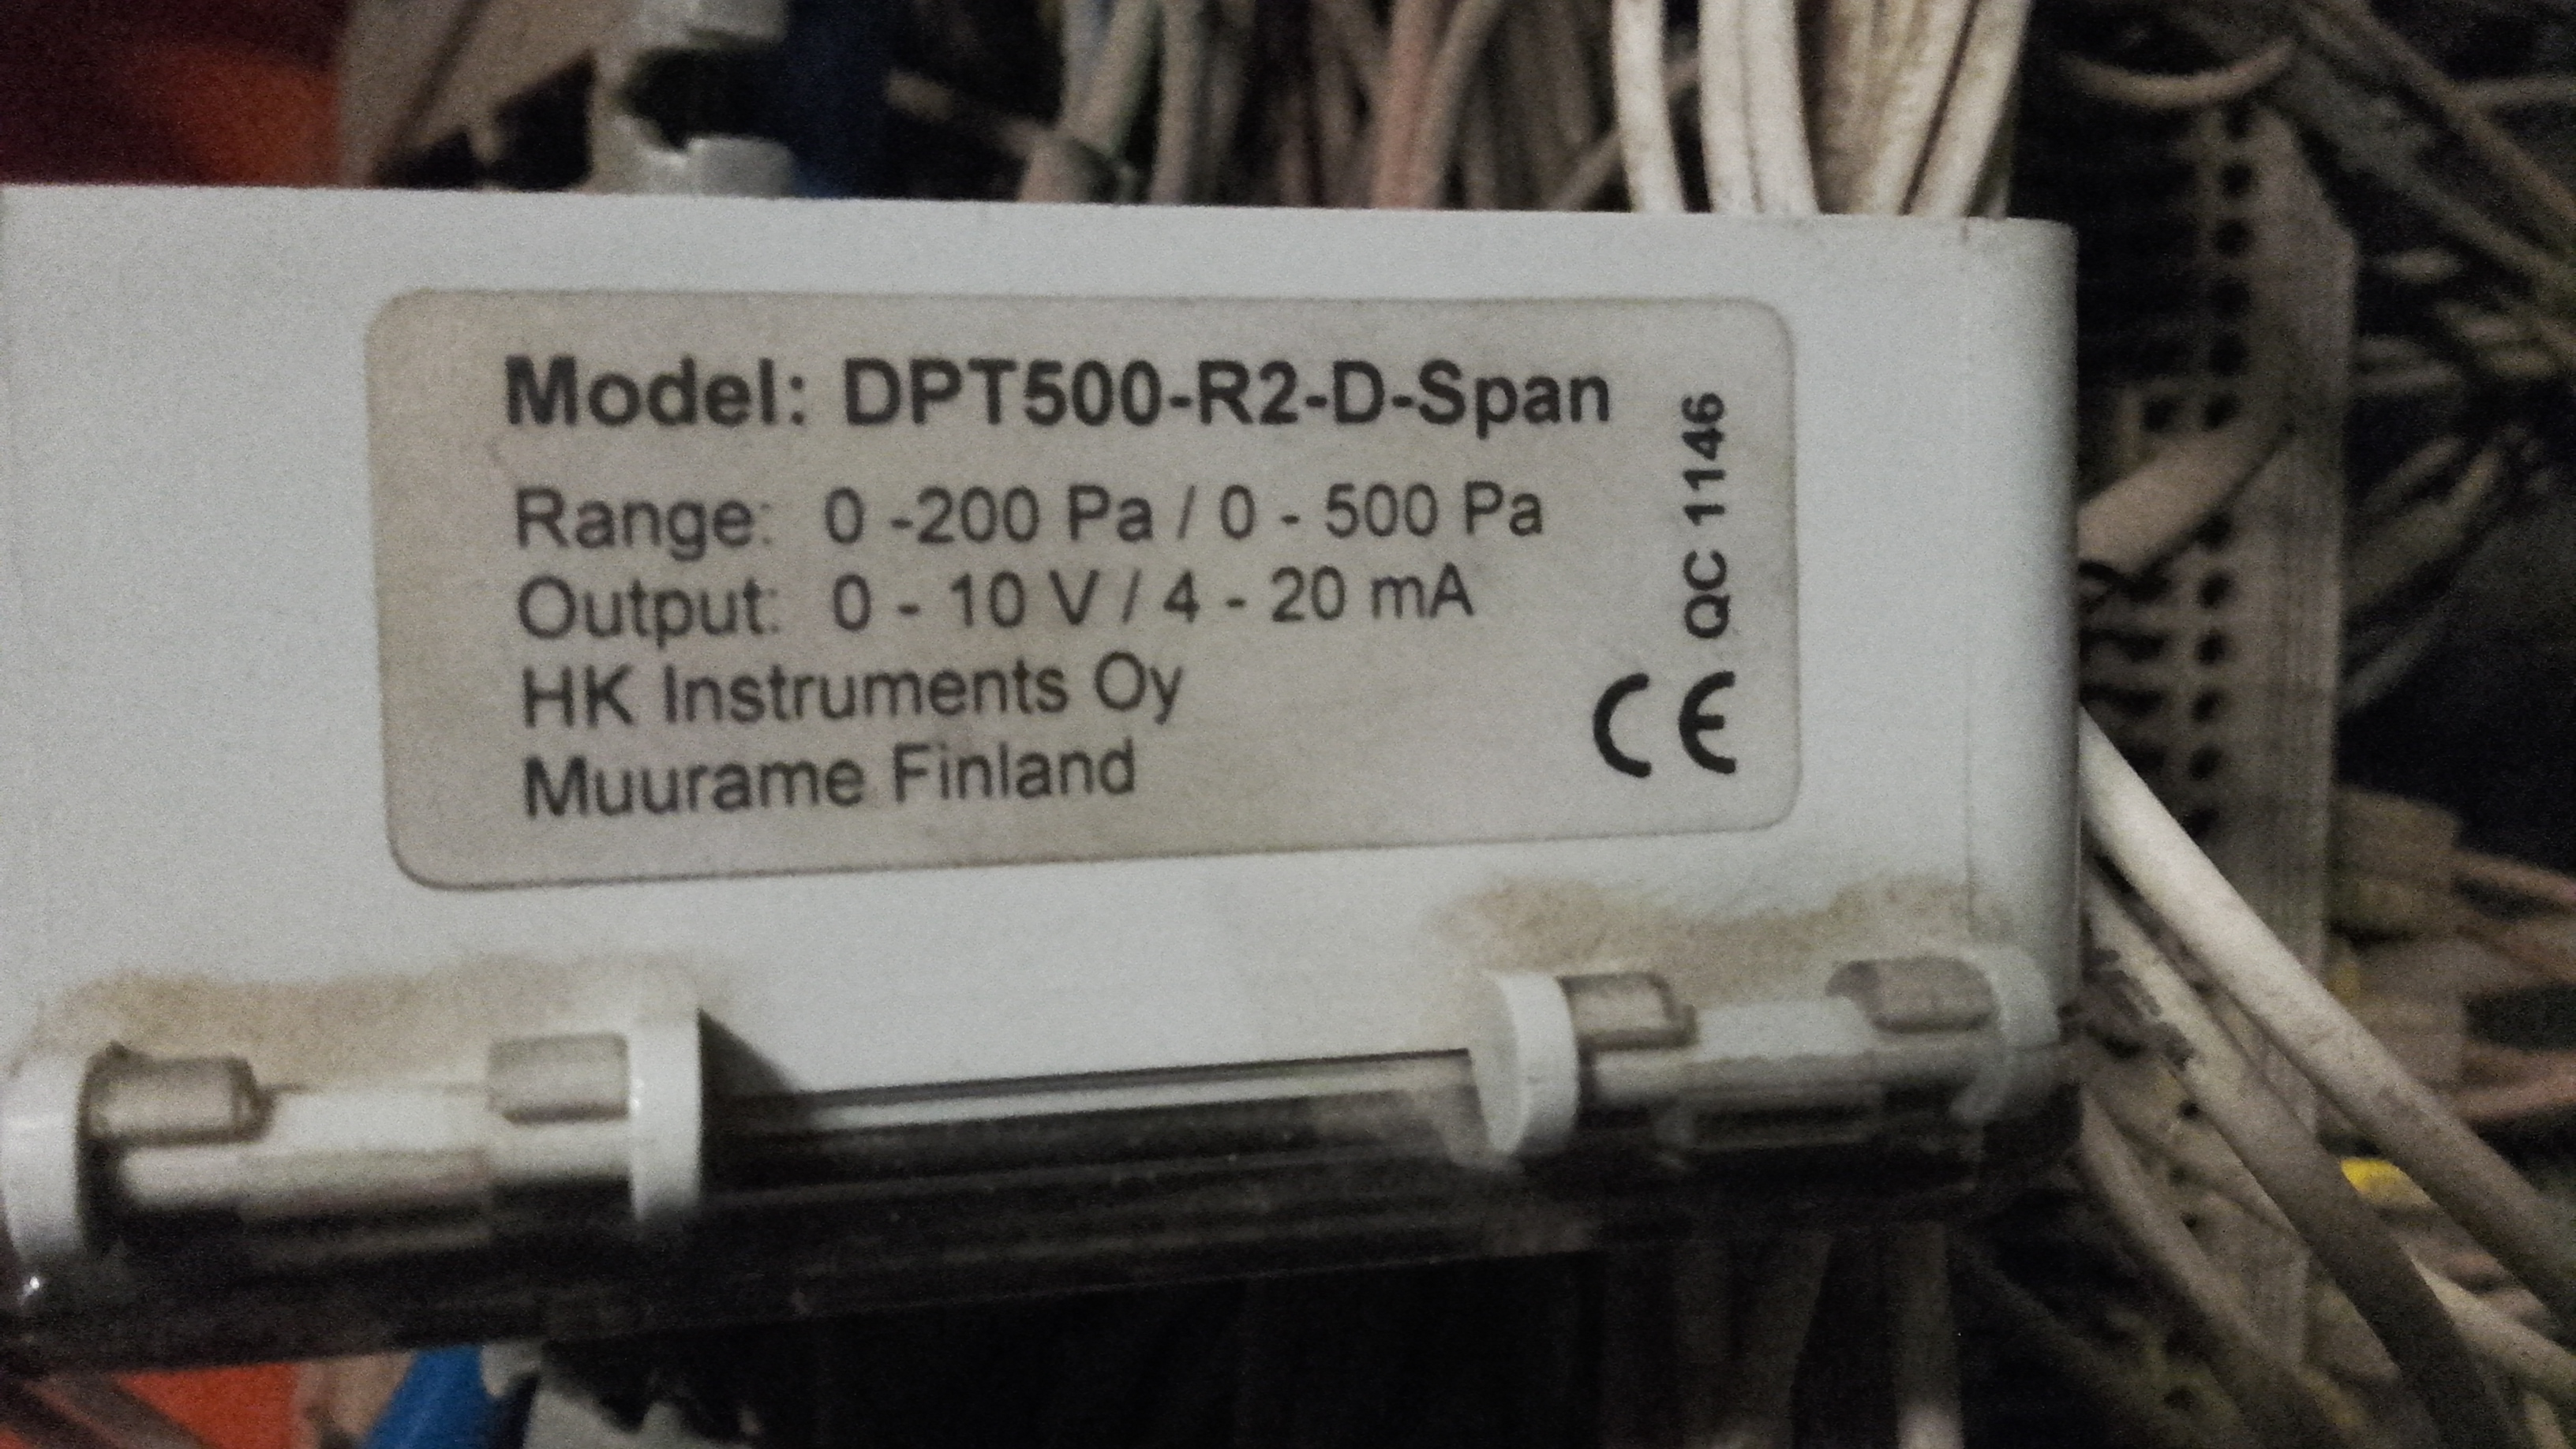 Model: DPT500-R2-D-Span
Range: 0 -200 Pa / 0 - 500 Pa
Output: 0 - 10 V / 4 - 20 mA
HK Instruments Oy
Muurame Finland
QC 1146
CE